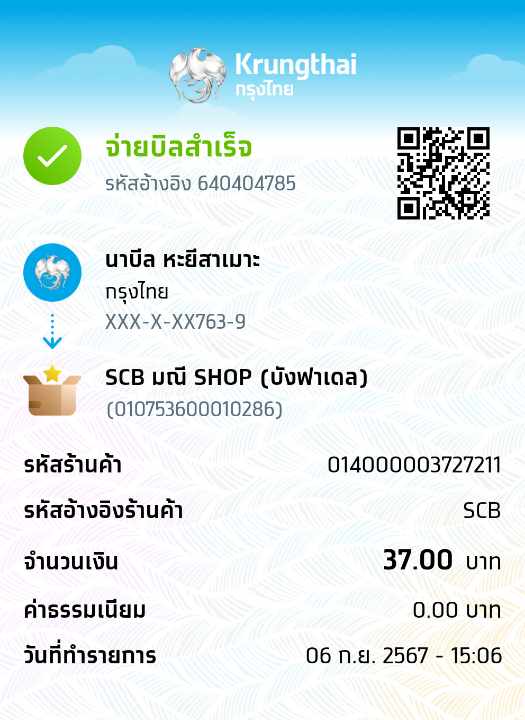 Krungthai
กรุงไทย
จ่ายบิลสำเร็จ
รหัสอ้างอิง 640404785
นาบีล หะยีสาเมาะ
กรุงไทย
XXX-X-XX763-9
SCB มณี SHOP (บังฟาเดล)
(010753600010286)
รหัสร้านค้า 014000003727211
รหัสอ้างอิงร้านค้า SCB
จำนวนเงิน 37.00 บาท
ค่าธรรมเนียม 0.00 บาท
วันที่ทำรายการ 06 ก.ย. 2567 - 15:06